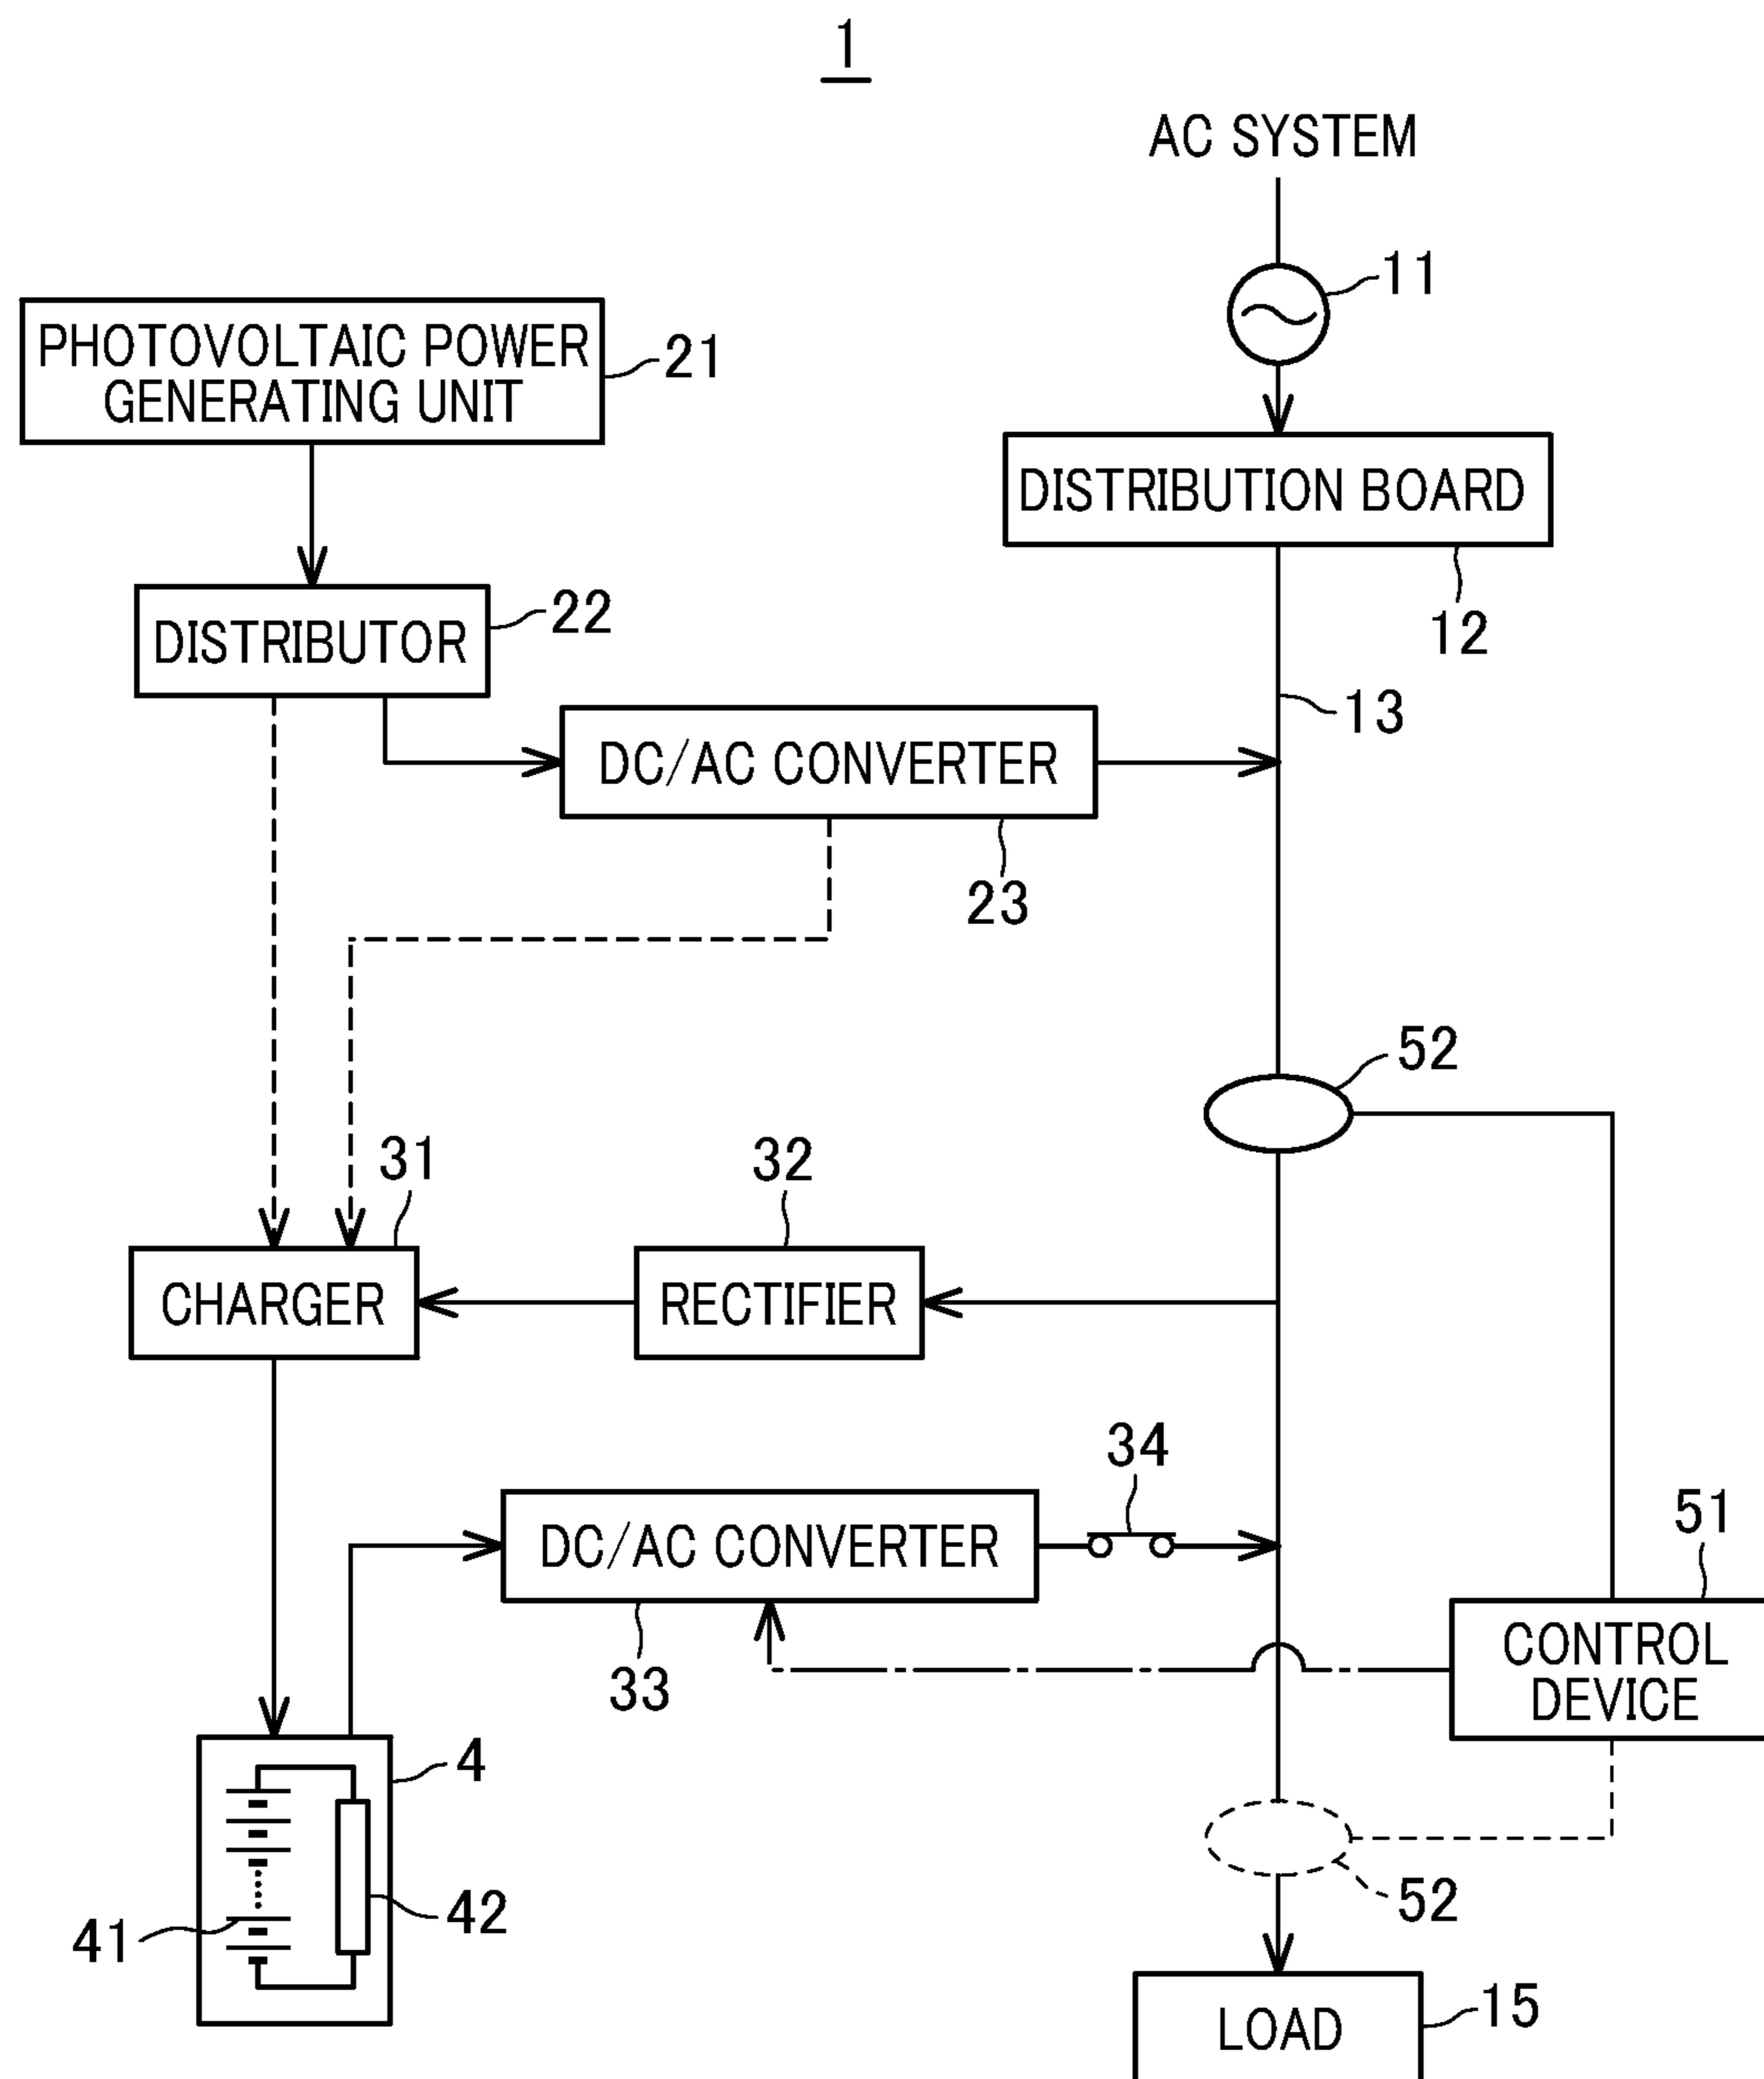 1
AC SYSTEM
11
PHOTOVOLTAIC POWER
GENERATING UNIT
21
DISTRIBUTION BOARD
12
DISTRIBUTOR
22
13
DC/AC CONVERTER
23
52
31
32
CHARGER
RECTIFIER
34
DC/AC CONVERTER
33
51
CONTROL
DEVICE
4
41
42
52
LOAD
15